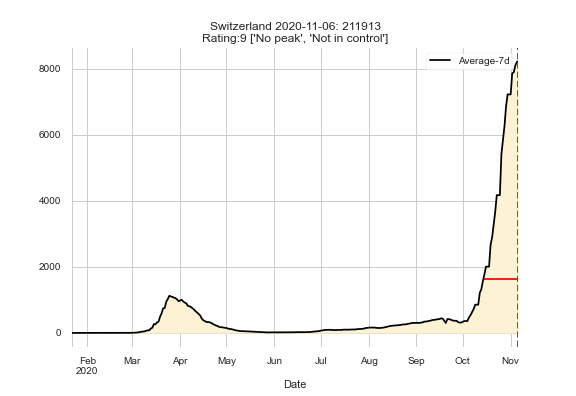 Switzerland 2020-11-06: 211913
Rating:9 ['No peak', 'Not in control']
Average-7d
8000
6000
4000
2000
0
Feb Mar Apr May Jun Jul Aug Sep Oct Nov
2020
Date